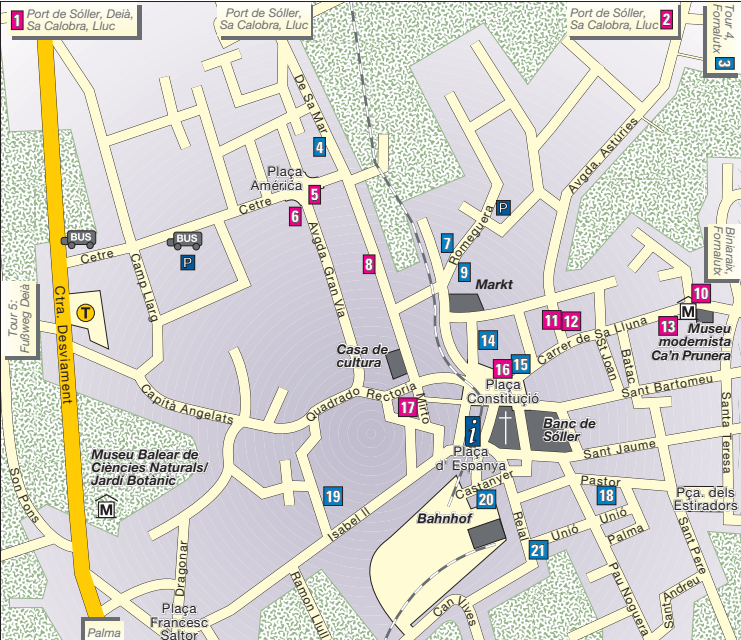 1
Port de Sóller, Deià,
Sa Calobra, Lluc
Port de Sóller,
Sa Calobra, Lluc
Port de Sóller,
Sa Calobra, Lluc
2
Tour 4,
Fornalutx
3
De Sa Mar
4
Avgda. Astúries
Plaça
Amèrica
5
Cetre
6
P
Romeguera
7
BUS
BUS
Cetre
P
Camp Llarg
Avgda. Gran Via
8
9
Markt
Biniaraix,
Fornalutx
10
M
Tour 5:
Fußweg Deià
Ctra. Desviament
T
11
12
13
Museu
modernista
Ca'n Prunera
14
Carrer de Sa Lluna
Casa de
cultura
15
16
St Joan
Batac
Plaça
Constitució
Sant Bartomeu
Capità Angelats
Quadrado
Rectoria
Mirto
17
i
Banc de
Sóller
Santa Teresa
Plaça
d' Espanya
Sant Jaume
Museu Balear de
Ciències Naturals/
Jardí Botànic
M
Son Pons
Castanyer
Pastor
19
20
18
Pça. dels
Estiradors
Isabel II
Bahnhof
Reial
Unió
Unió
Palma
21
Sant Pere
Dragonar
Ramon Llull
Can Vives
Pau Noguera
Andreu
Sant
Plaça
Francesc
Saltor
Palma